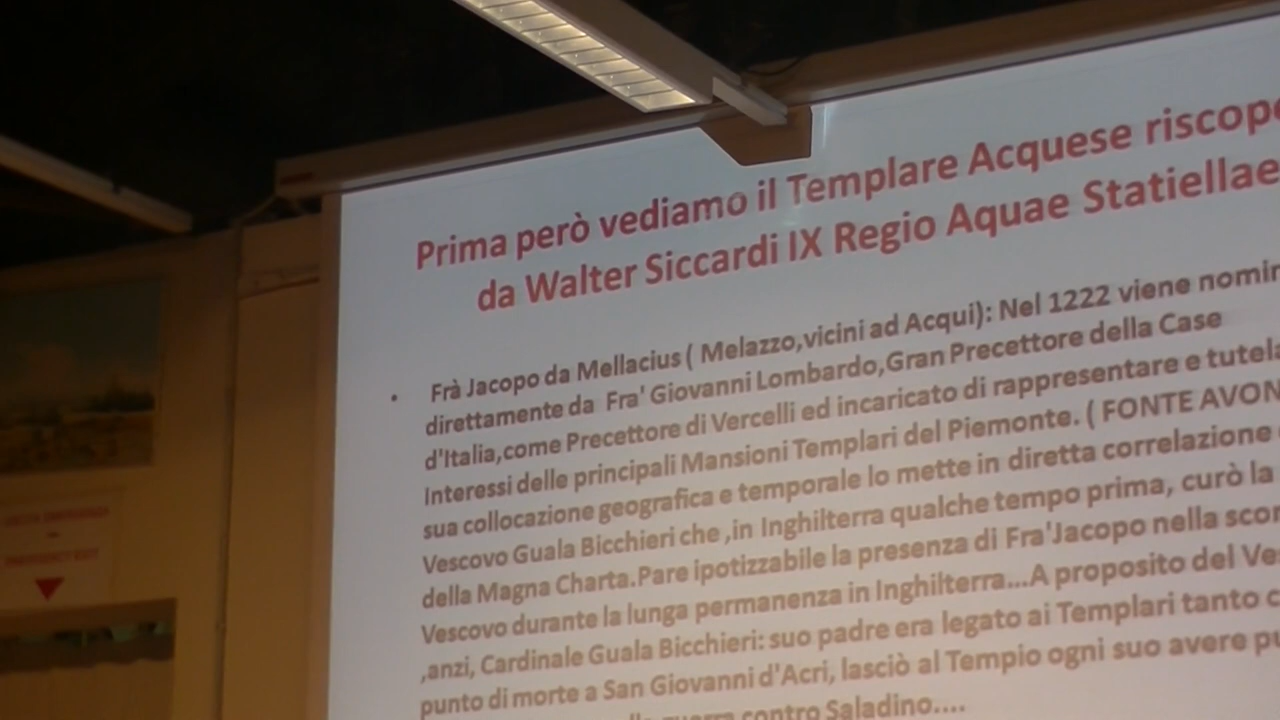 Prima però vediamo il Templare Acquese riscope
da Walter Siccardi IX Regio Aquae Statiellae
• Frà Jacopo da Mellacius ( Melazzo,vicini ad Acqui): Nel 1222 viene nomin
direttamente da Fra' Giovanni Lombardo,Gran Precettore della Case
d'Italia,come Precettore di Vercelli ed incaricato di rappresentare e tutela
Interessi delle principali Mansioni Templari del Piemonte. ( FONTE AVON
sua collocazione geografica e temporale lo mette in diretta correlazione
Vescovo Guala Bicchieri che ,in Inghilterra qualche tempo prima, curò la
della Magna Charta.Pare ipotizzabile la presenza di Fra'Jacopo nella scor
Vescovo durante la lunga permanenza in Inghilterra...A proposito del Ve
,anzi, Cardinale Guala Bicchieri: suo padre era legato ai Templari tanto c
punto di morte a San Giovanni d'Acri, lasciò al Tempio ogni suo avere pu
guerra contro Saladino....